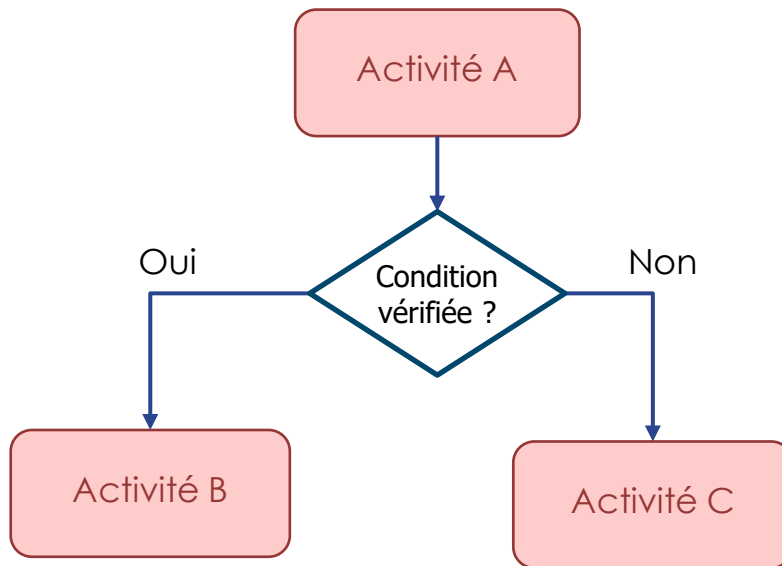 Activité A
Oui
Non
Condition
vérifiée ?
Activité B
Activité C